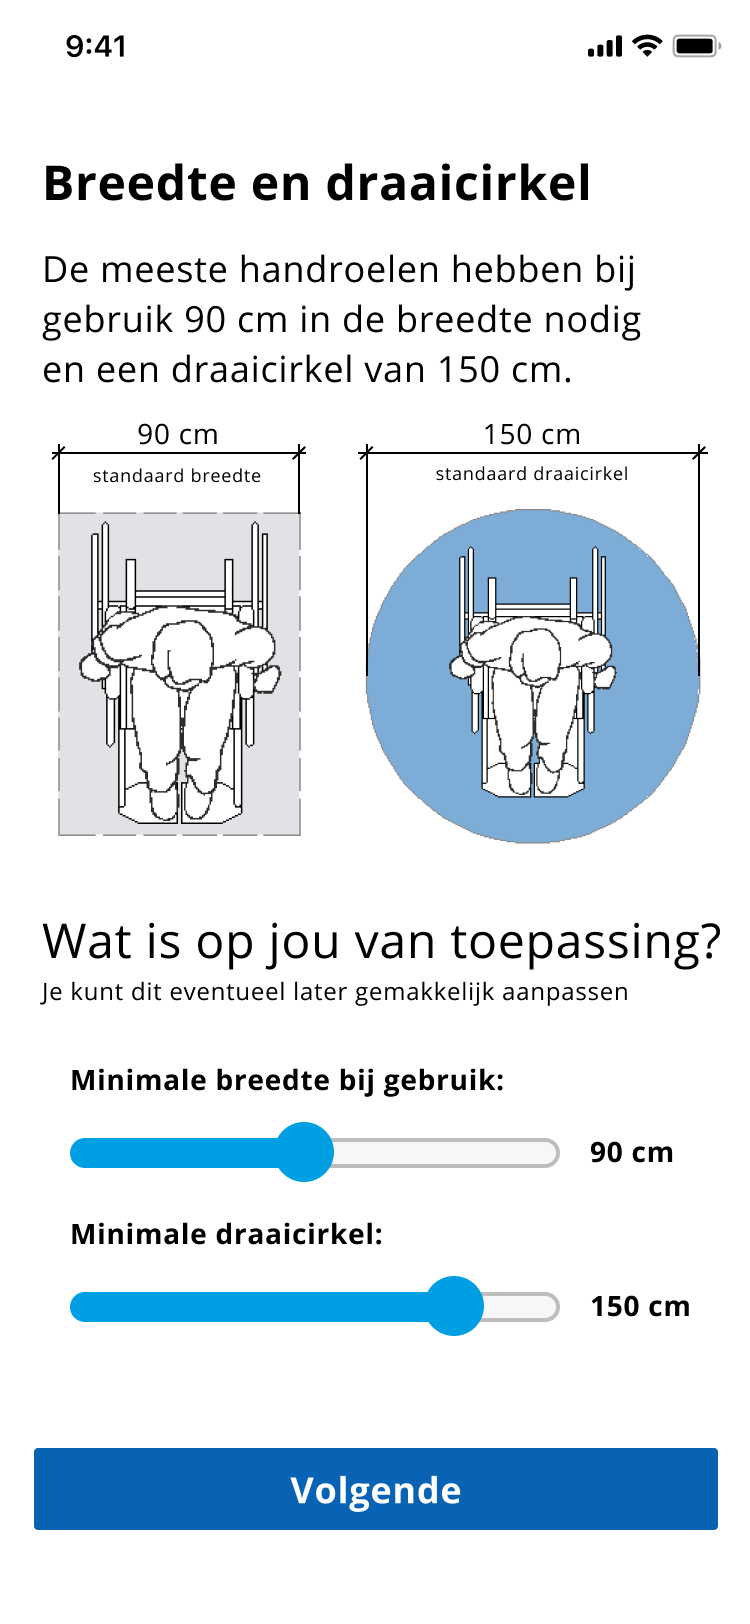 9:41
Breedte en draaicirkel
De meeste handroelen hebben bij
gebruik 90 cm in de breedte nodig
en een draaicirkel van 150 cm.
90 cm
standaard breedte
150 cm
standaard draaicirkel
Wat is op jou van toepassing?
Je kunt dit eventueel later gemakkelijk aanpassen
Minimale breedte bij gebruik:
90 cm
Minimale draaicirkel:
150 cm
Volgende